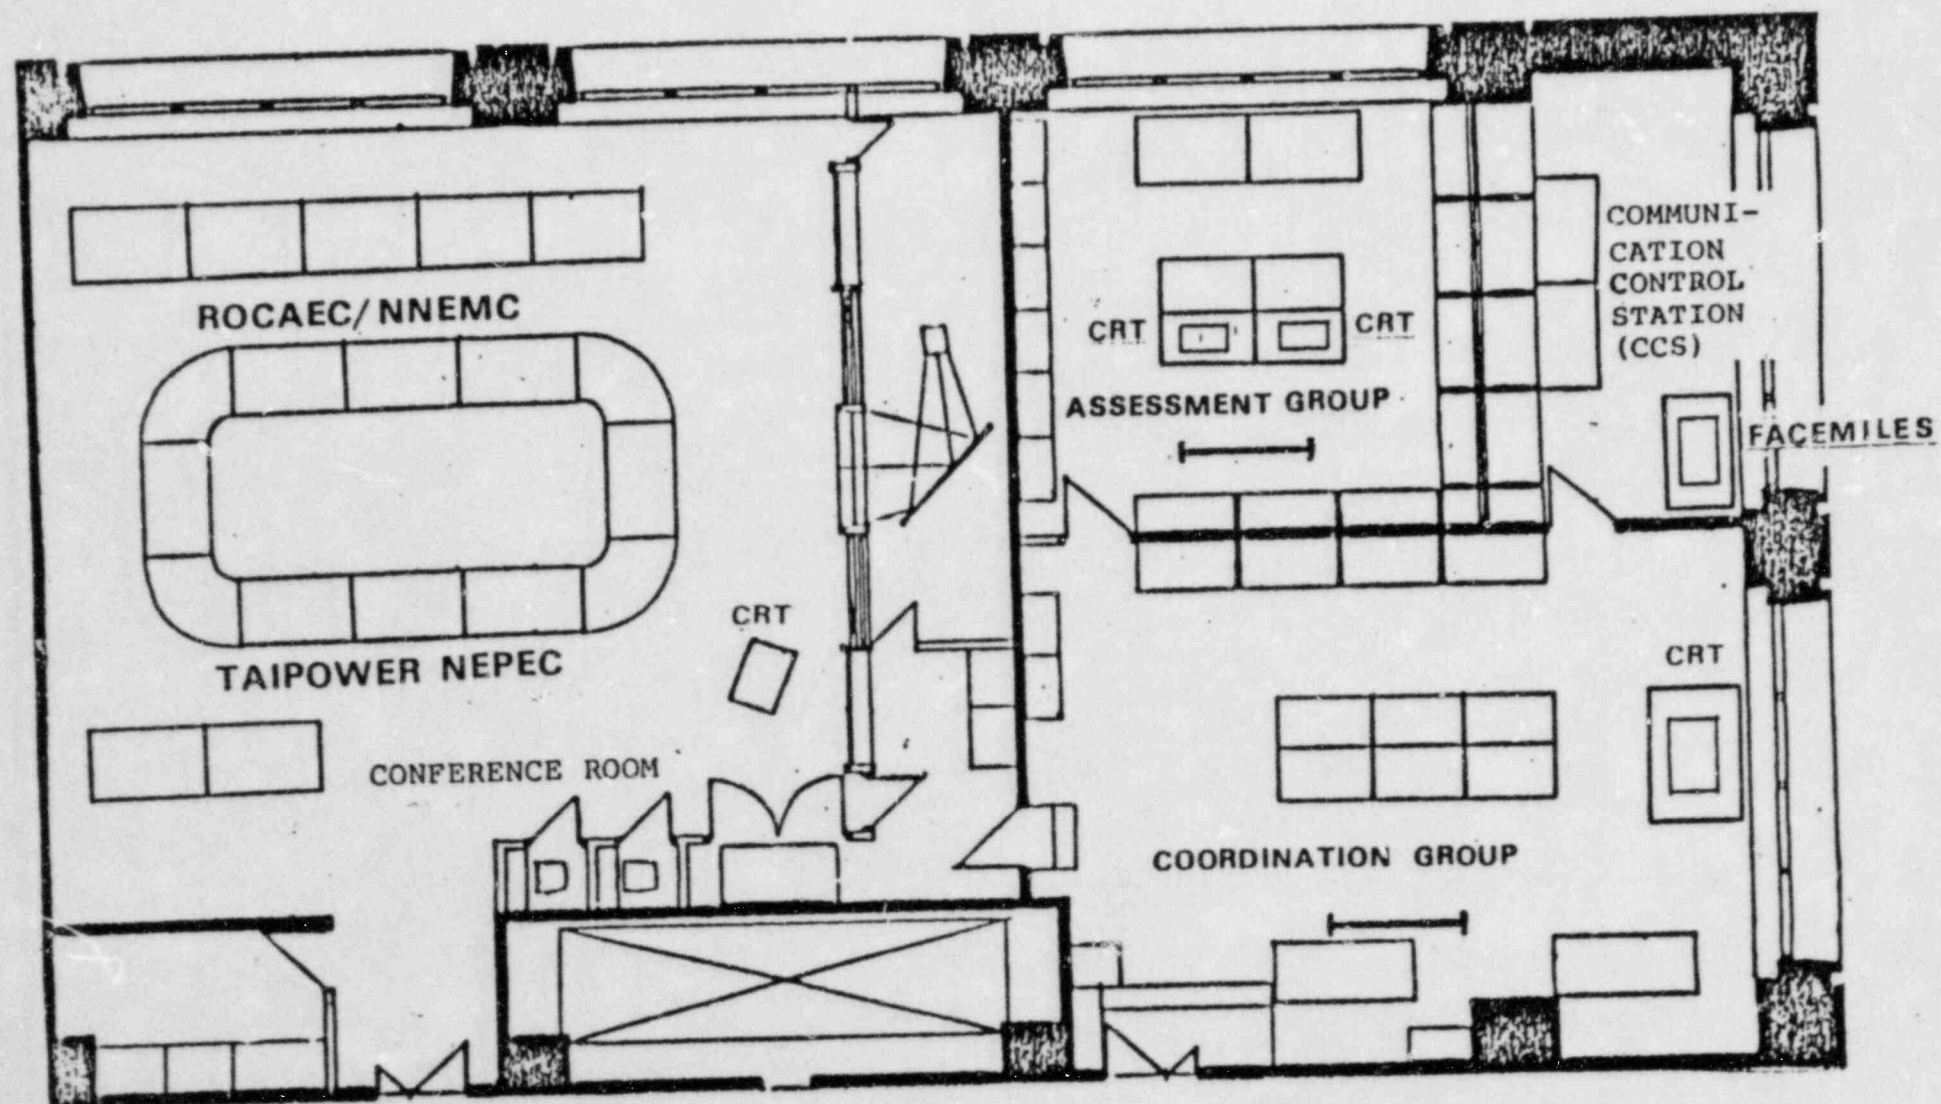 COMMUNI-
CATION
CONTROL
STATION
(CCS)
ROCAEC/NNEMC
CRT
CRT
ASSESSMENT GROUP
FACEMILES
CRT
TAIPOWER NEPEC
CRT
CONFERENCE ROOM
COORDINATION GROUP